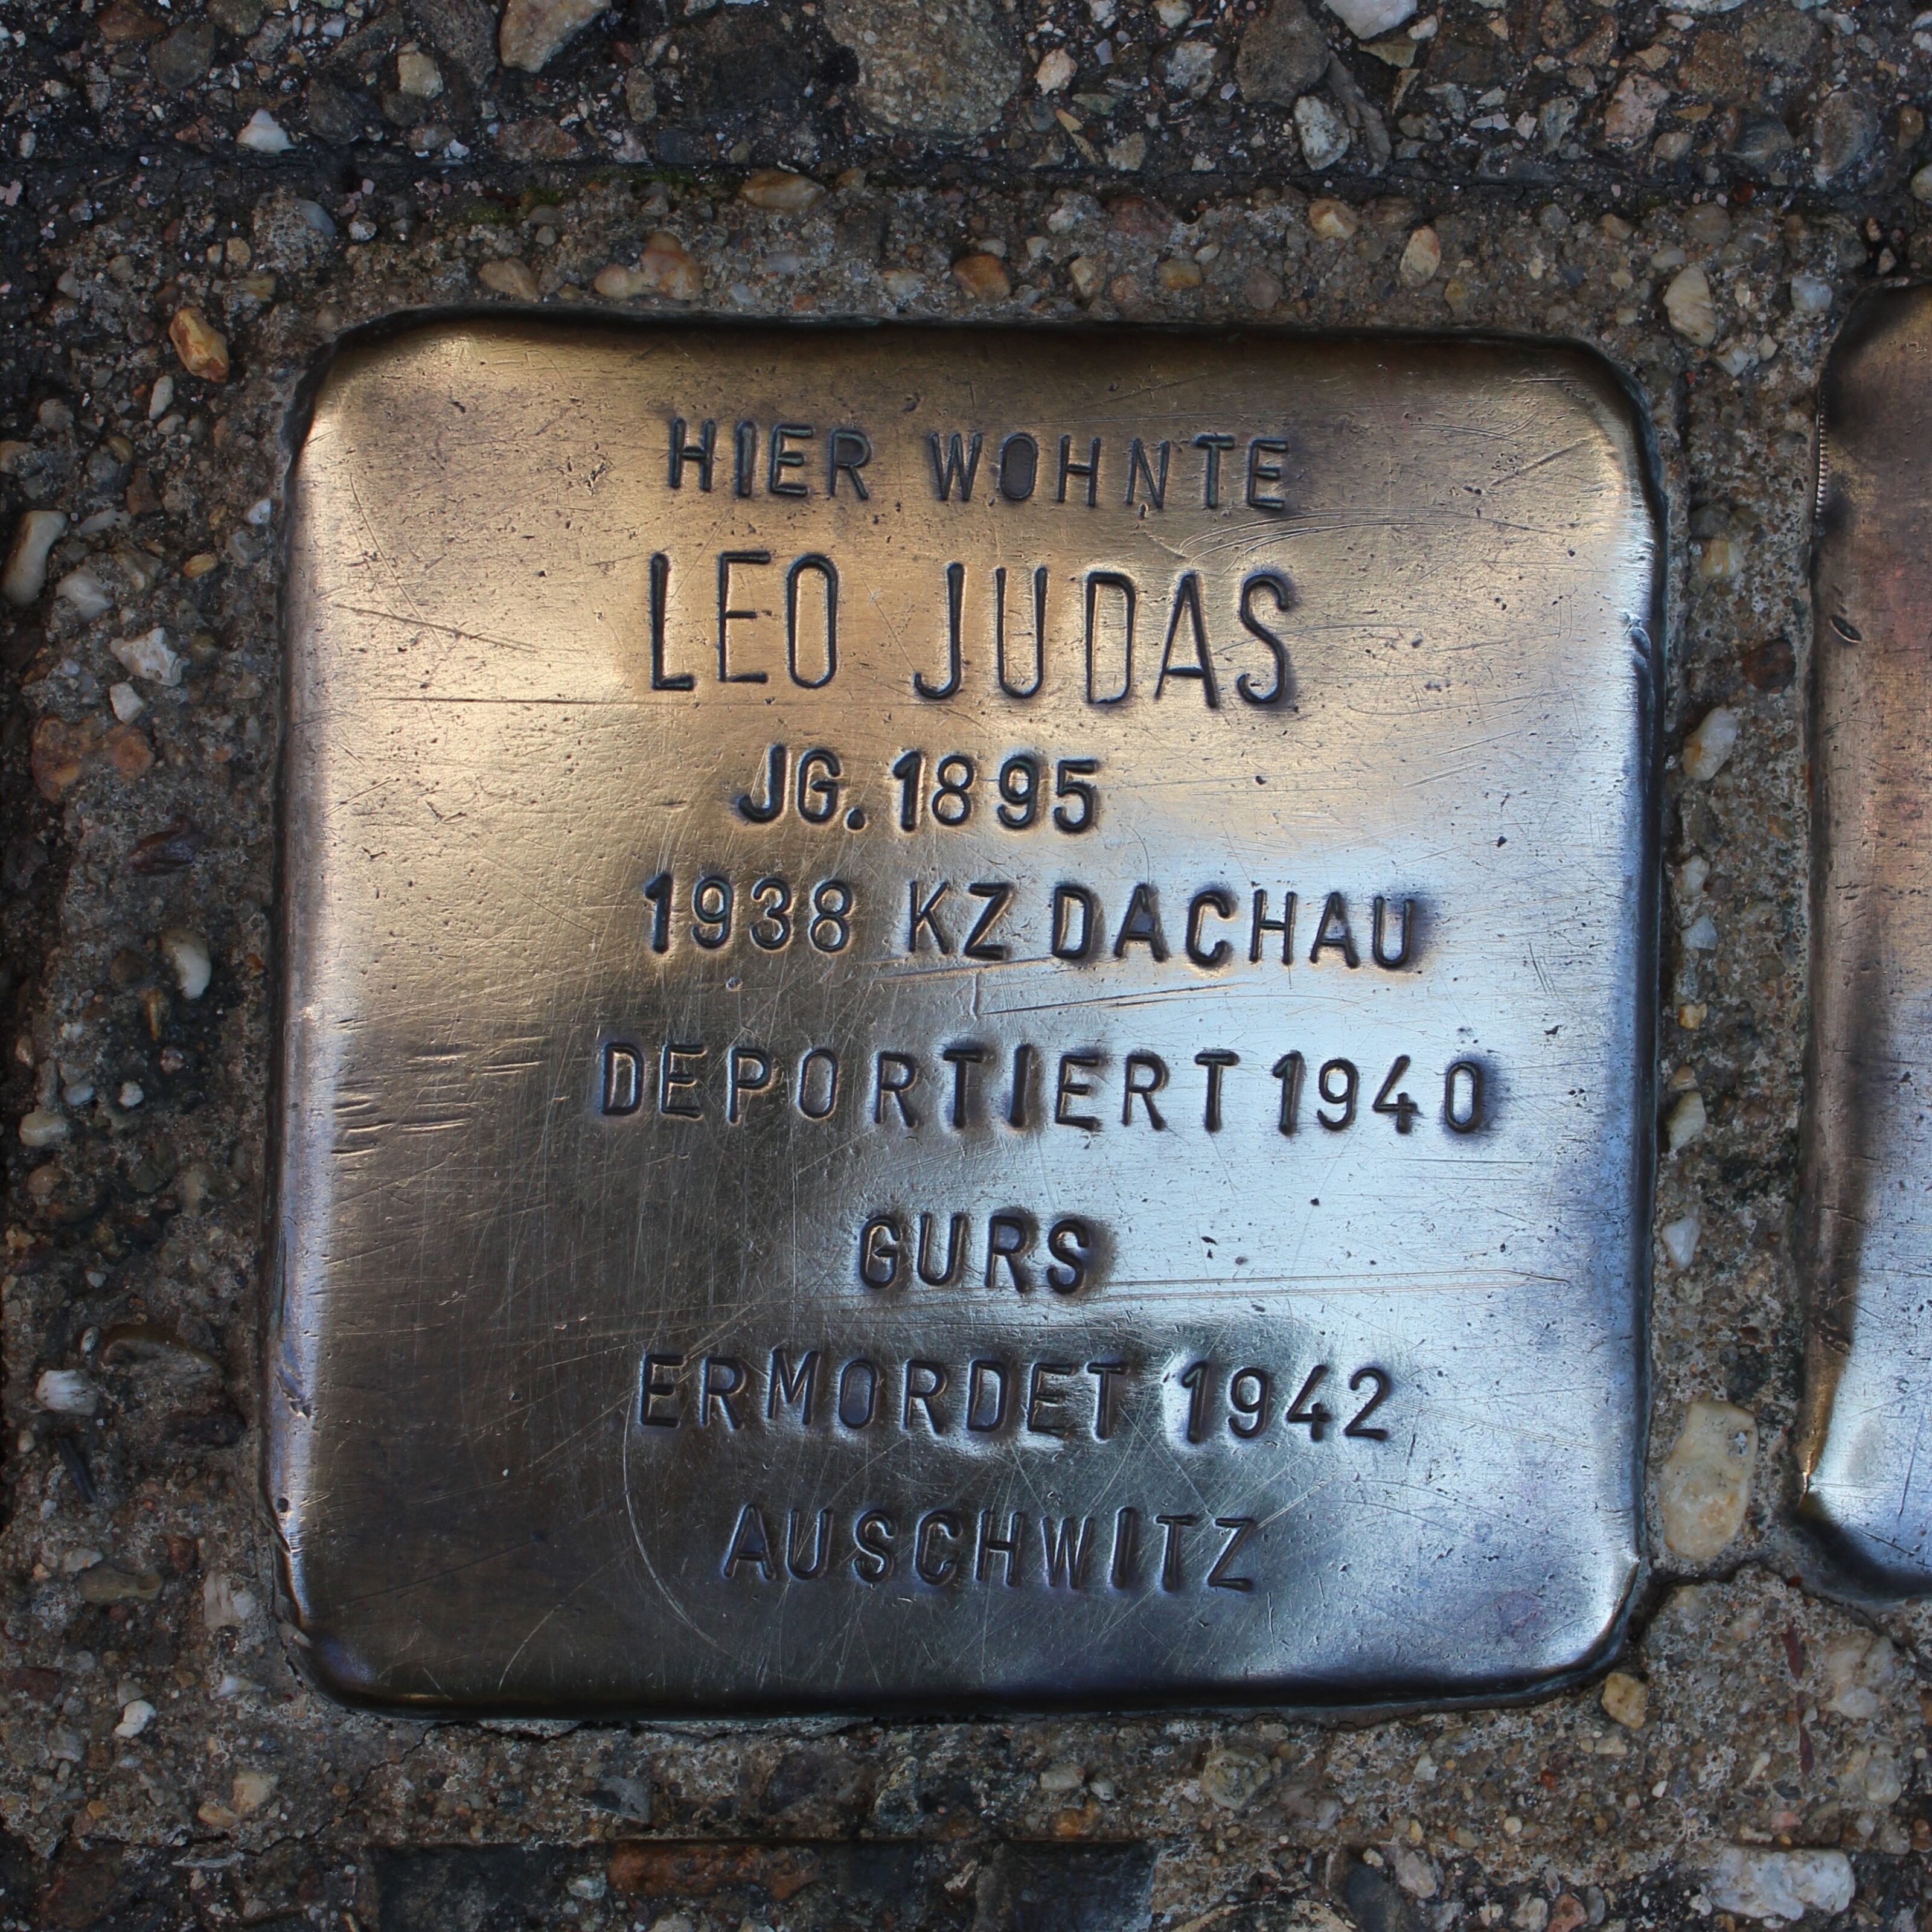 HIER WOHNTE
LEO JUDAS
JG. 1895
1938 KZ DACHAU
DEPORTIERT 1940
GURS
ERMORDET 1942
AUSCHWITZ